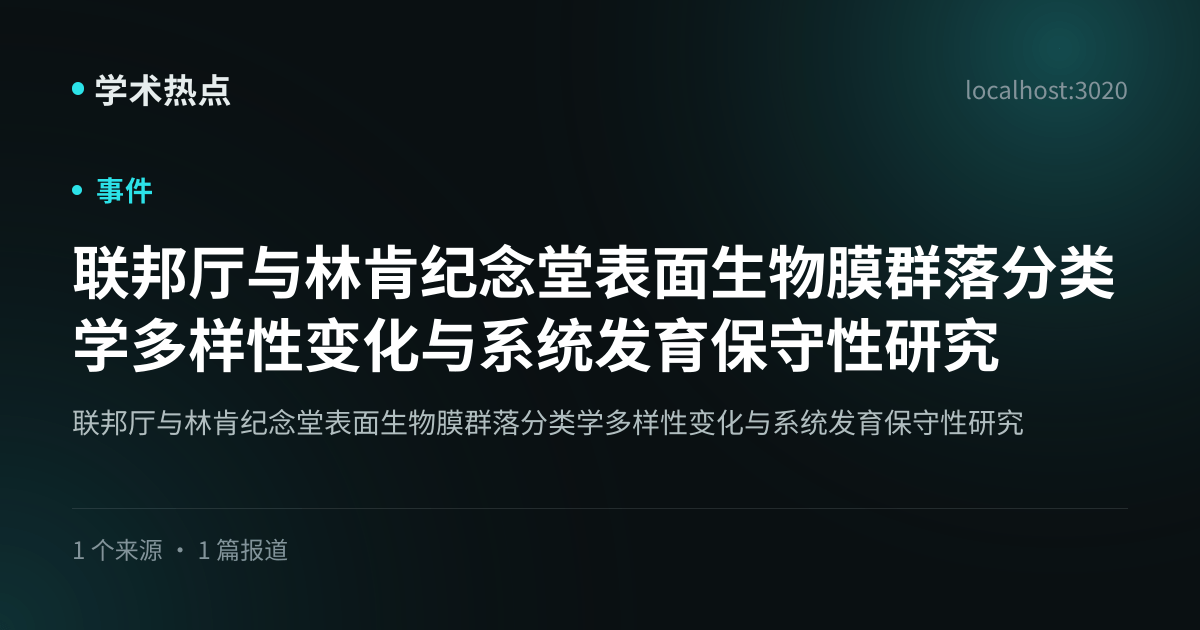 学术热点
localhost:3020
事件
联邦厅与林肯纪念堂表面生物膜群落分类
学多样性变化与系统发育保守性研究
联邦厅与林肯纪念堂表面生物膜群落分类学多样性变化与系统发育保守性研究
1 个来源 · 1 篇报道